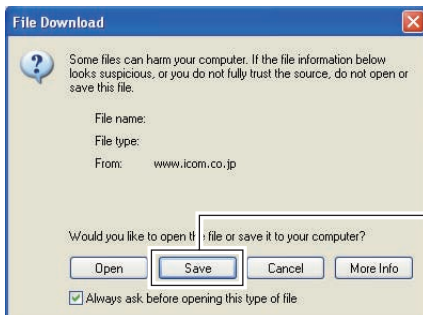 File Download
Some files can harm your computer. If the file information below
looks suspicious, or you do not fully trust the source, do not open or
save this file.
File name:
File type:
From: www.icom.co.jp
Would you like to open the file or save it to your computer?
Open Save Cancel More Info
Always ask before opening this type of file